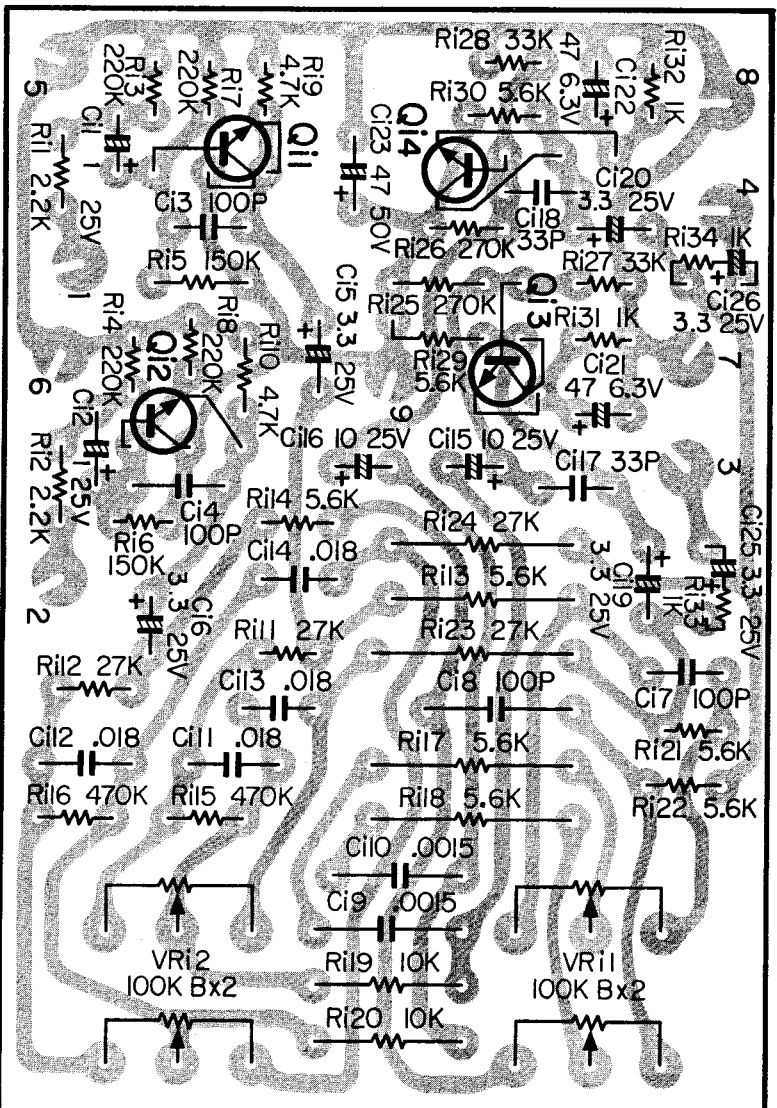 5
Ri3
220K
Ri7
220K
Ri9
4.7K
Ri28 33K
47 6.3V
Ci22
Ri32 1K
8
Ri30 5.6K
Ri1 2.2K
Ci1 1
25V
Qi1
Ci23 47 50V
Qi4
Ci20
3.3 25V
4
Ci3 100P
Ci18
33P
Ri26 270K
Ri27 33K
Ri34 1K
1
Ri5 150K
Ci26
3.3 25V
Ri4
220K
Qi2
Ri8
220K
Ri10 4.7K
Ci5 3.3 25V
Ri25 270K
Qi3
Ri31 1K
7
Ri29
5.6K
Ci21
47 6.3V
6
Ci2
1 25V
9
Ci16 10 25V
Ci15 10 25V
Ci17 33P
3
Ri2 2.2K
Ci4
100P
Ri14 5.6K
Ri24 27K
Ri6
150K
Ci14 .018
Ri13 5.6K
3.3 25V
Ci19
Ri33
1K
Ci25 3.3 25V
2
Ci6
3.3 25V
Ri11 27K
Ri23 27K
Ri12 27K
Ci13 .018
Ci8 100P
Ci7 100P
Ci12 .018
Ci11 .018
Ri17 5.6K
Ri21 5.6K
Ri16 470K
Ri15 470K
Ri18 5.6K
Ri22 5.6K
Ci10 .0015
Ci9 .0015
VRi2
100K Bx2
Ri19 10K
VRi1
100K Bx2
Ri20 10K